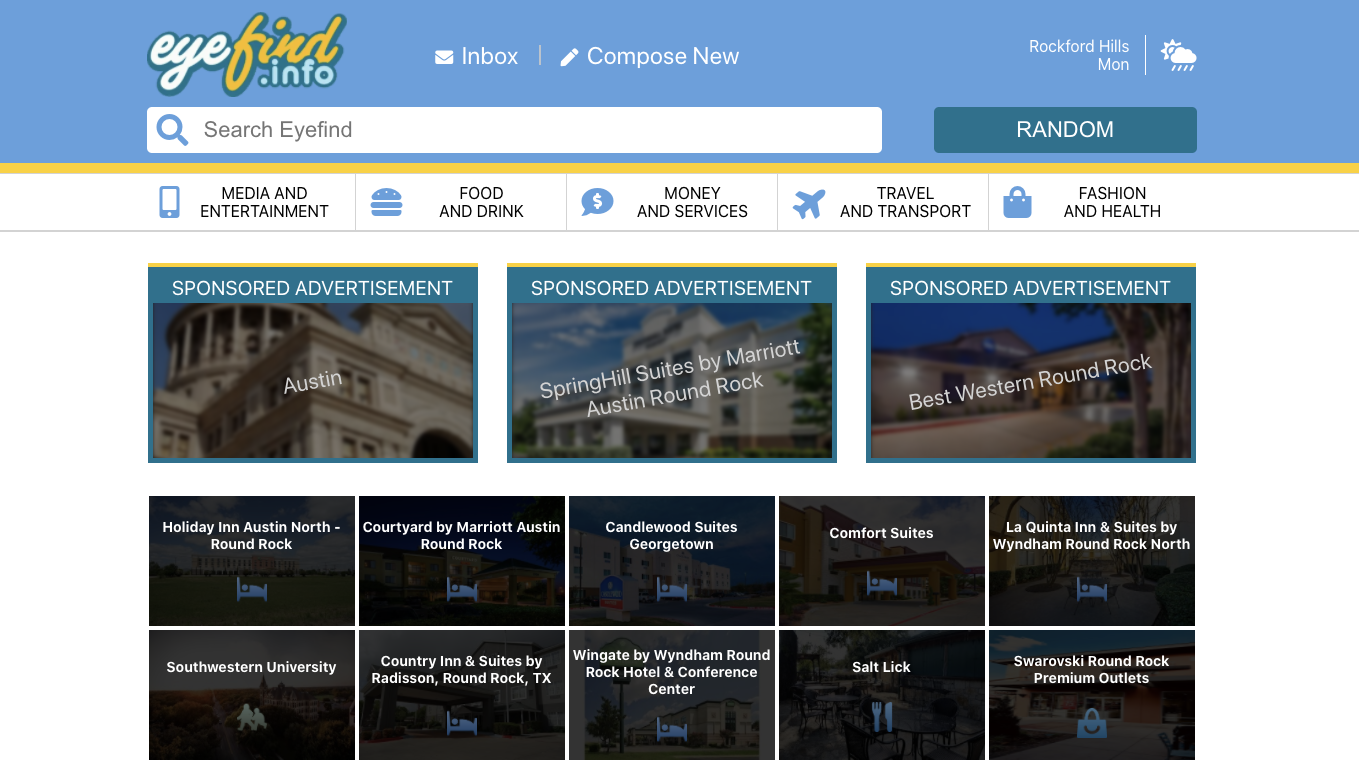 eyefind
.info
Inbox
Compose New
Rockford Hills
Mon
Search Eyefind
RANDOM
MEDIA AND
ENTERTAINMENT
FOOD
AND DRINK
MONEY
AND SERVICES
TRAVEL
AND TRANSPORT
FASHION
AND HEALTH
SPONSORED ADVERTISEMENT
Austin
SPONSORED ADVERTISEMENT
SpringHill Suites by Marriott
Austin Round Rock
SPONSORED ADVERTISEMENT
Best Western Round Rock
Holiday Inn Austin North -
Round Rock
Courtyard by Marriott Austin
Round Rock
Candlewood Suites
Georgetown
Comfort Suites
La Quinta Inn & Suites by
Wyndham Round Rock North
Southwestern University
Country Inn & Suites by
Radisson, Round Rock, TX
Wingate by Wyndham Round
Rock Hotel & Conference
Center
Salt Lick
Swarovski Round Rock
Premium Outlets